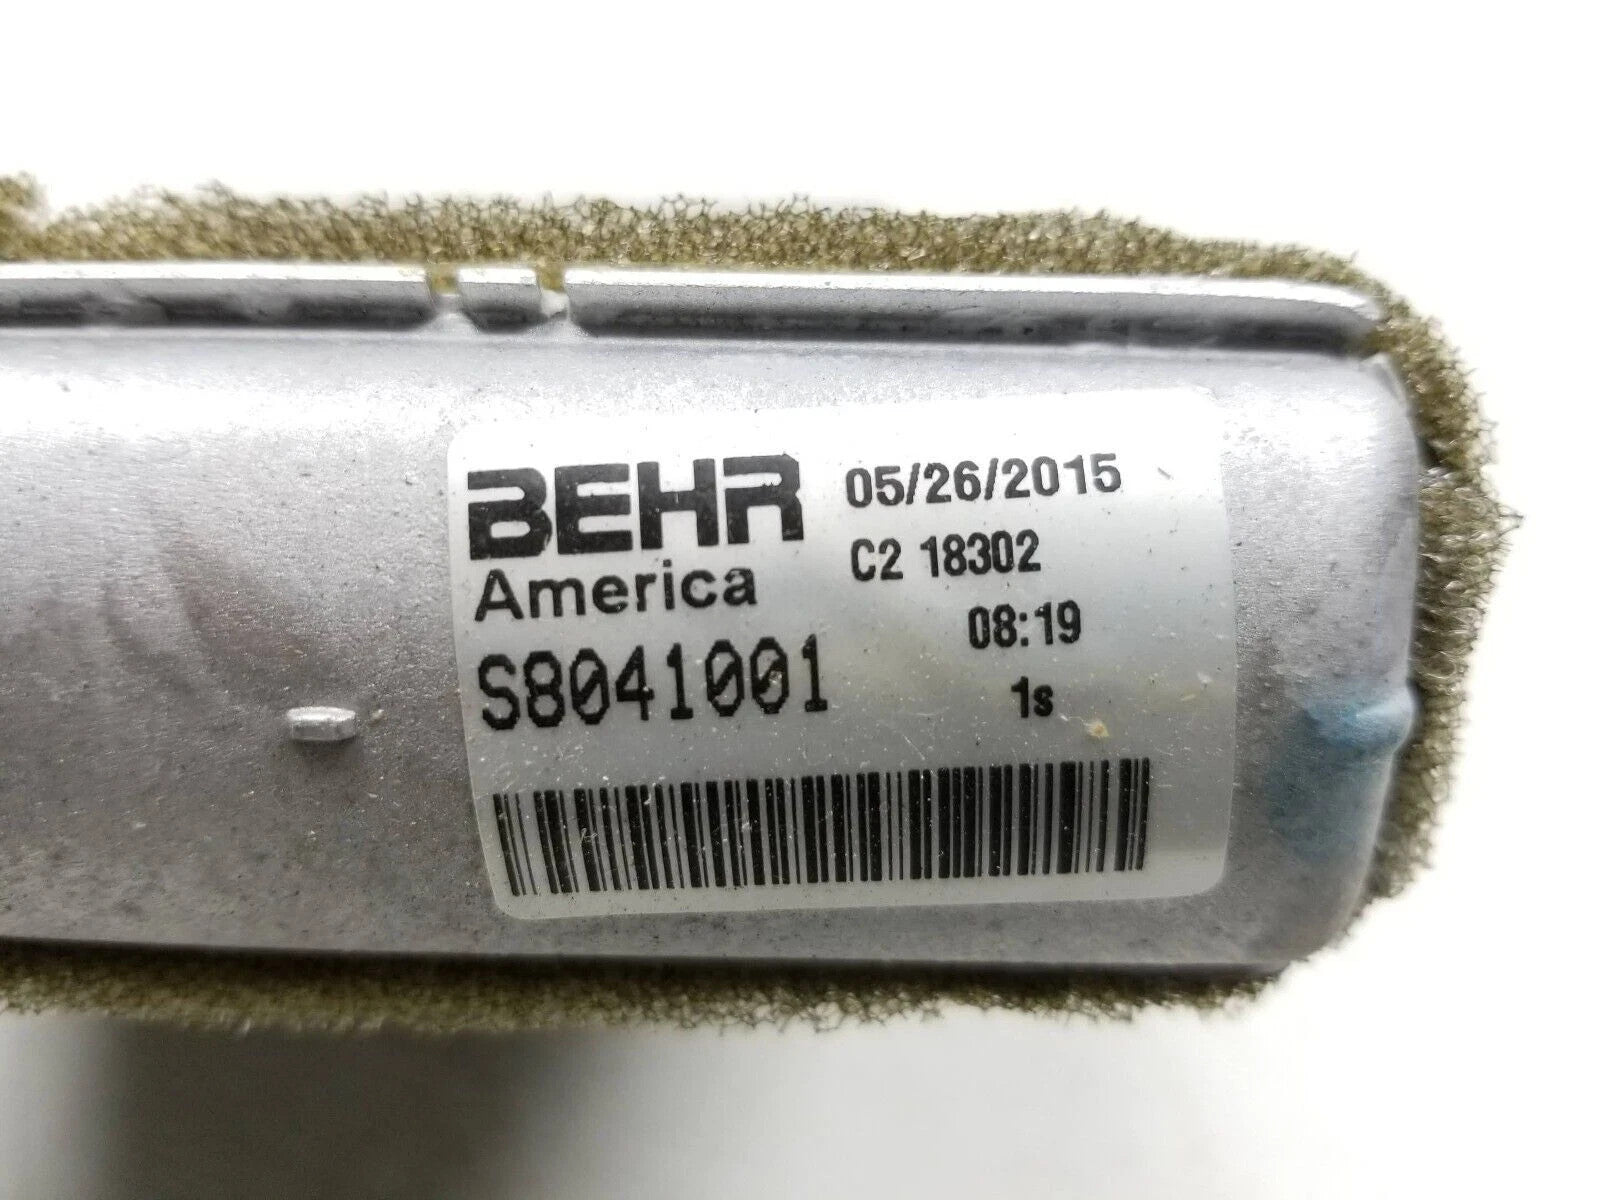 BEHR
America
S8041001
05/26/2015
C2 18302
08:19
1s